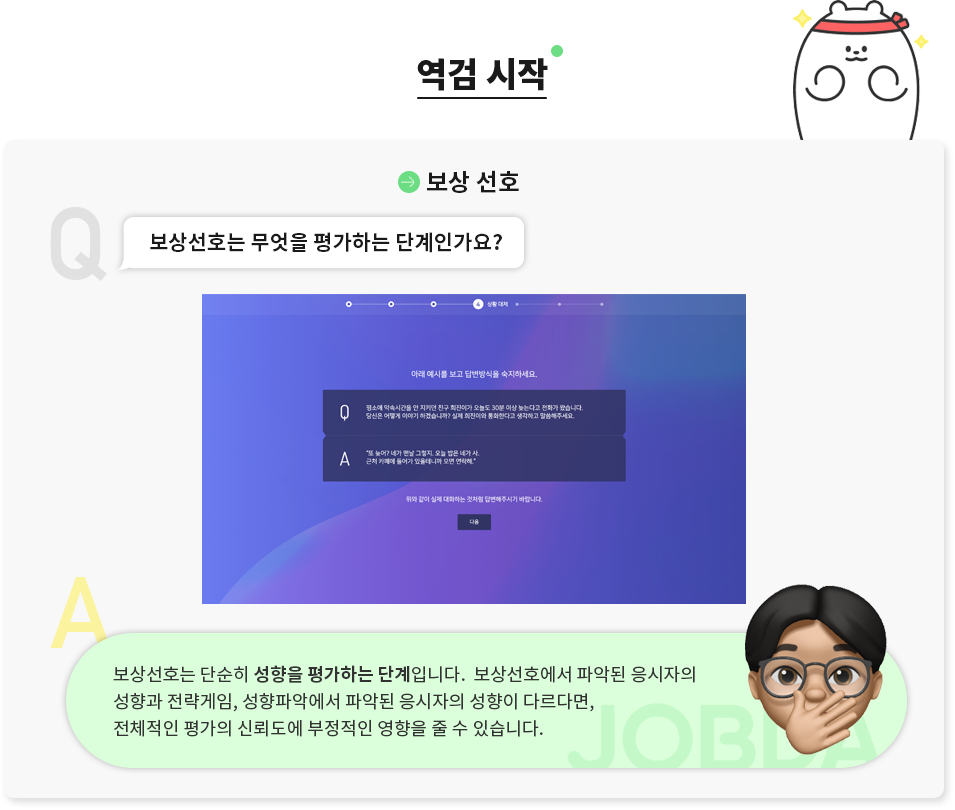 역검 시작
보상 선호
Q
보상선호는 무엇을 평가하는 단계인가요?
4 상황 대처
아래 예시를 보고 답변방식을 숙지하세요.
Q
평소에 약속시간을 안 지키던 친구 희진이가 오늘도 30분 이상 늦는다고 전화가 왔습니다.
당신은 어떻게 이야기 하겠습니까? 실제 희진이와 통화한다고 생각하고 말씀해주세요.
A
"또 늦어? 네가 맨날 그렇지. 오늘 밥은 네가 사.
근처 카페에 들어가 있을테니까 오면 연락해."
위와 같이 실제 대화하는 것처럼 답변해주시기 바랍니다.
다음
A
보상선호는 단순히 성향을 평가하는 단계입니다. 보상선호에서 파악된 응시자의
성향과 전략게임, 성향파악에서 파악된 응시자의 성향이 다르다면,
전체적인 평가의 신뢰도에 부정적인 영향을 줄 수 있습니다.
JOBDA